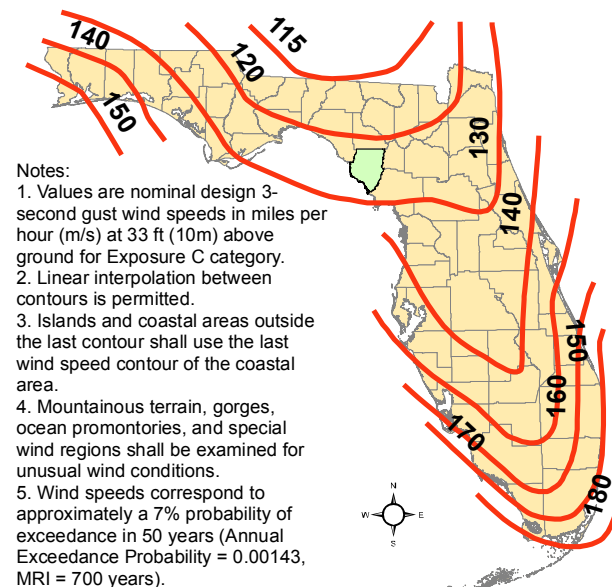 115
140
120
150
130
Notes:
1. Values are nominal design 3-
second gust wind speeds in miles per
hour (m/s) at 33 ft (10m) above
ground for Exposure C category.
2. Linear interpolation between
contours is permitted.
3. Islands and coastal areas outside
the last contour shall use the last
wind speed contour of the coastal
area.
4. Mountainous terrain, gorges,
ocean promontories, and special
wind regions shall be examined for
unusual wind conditions.
5. Wind speeds correspond to
approximately a 7% probability of
exceedance in 50 years (Annual
Exceedance Probability = 0.00143,
MRI = 700 years).
140
150
160
170
180
N
W E
S